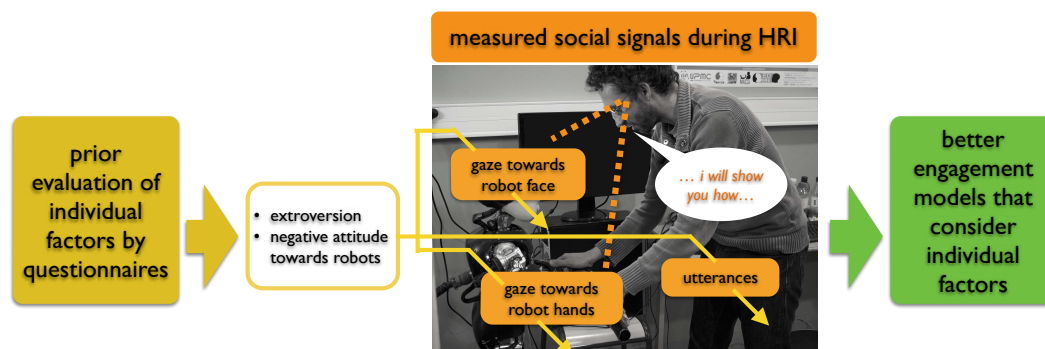 measured social signals during HRI
prior
evaluation of
individual
factors by
questionnaires
• extroversion
• negative attitude
towards robots
gaze towards
robot face
... i will show
you how...
gaze towards
robot hands
utterances
UPMC
better
engagement
models that
consider
individual
factors